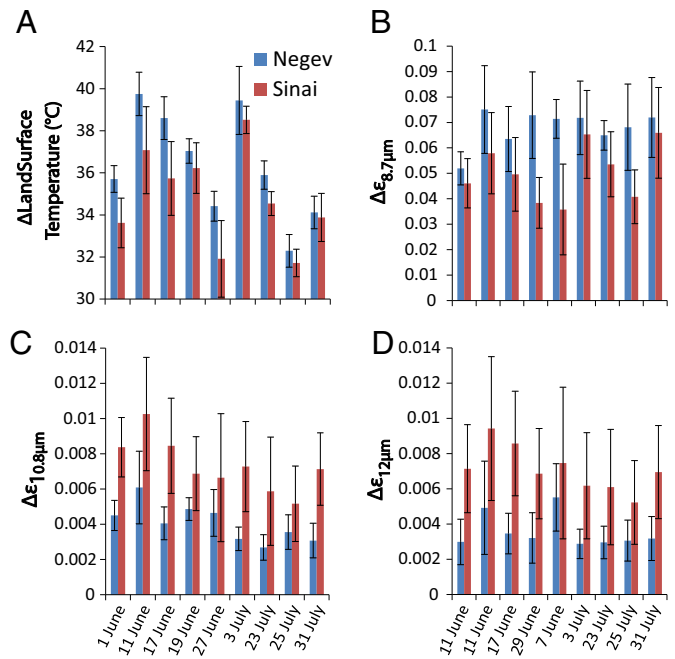 A
42
40
38
36
34
32
30
ΔLandSurface
Temperature (°C)
Negev
Sinai
B
0.1
0.09
0.08
0.07
0.06
0.05
0.04
0.03
0.02
0.01
0
Δε8.7μm
C
0.014
0.012
0.01
0.008
0.006
0.004
0.002
0
Δε10.8μm
1 June
11 June
17 June
19 June
27 June
3 July
23 July
25 July
31 July
D
0.014
0.012
0.01
0.008
0.006
0.004
0.002
0
Δε12μm
11 June
11 June
17 June
29 June
7 June
3 July
23 July
25 July
31 July